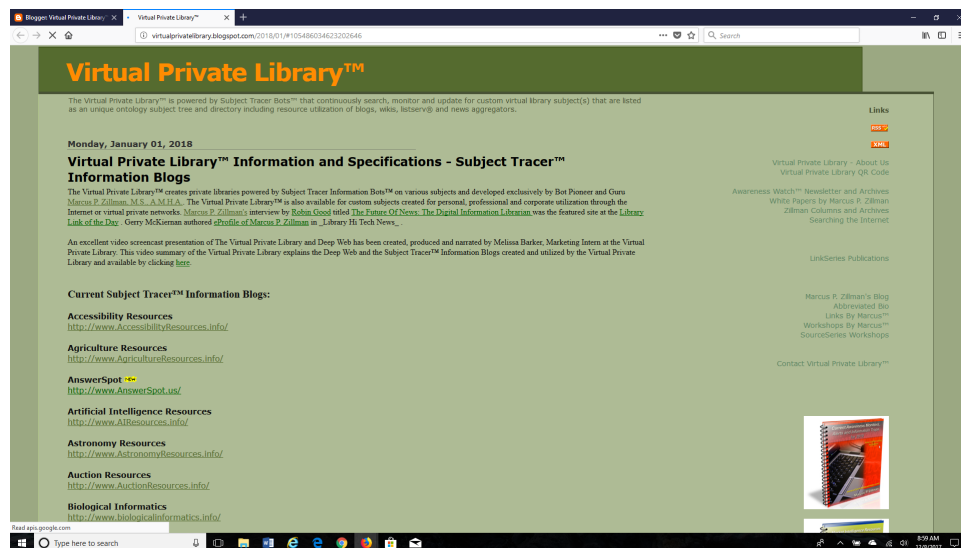 Bloggen Virtual Private Library™
Virtual Private Library™
virtualprivatelibrary.blogspot.com/2018/01/#105486034623202646
Search
Virtual Private Library™
The Virtual Private Library™ is powered by Subject Tracer Bots™ that continuously search, monitor and update for custom virtual library subject(s) that are listed
as an unique ontology subject tree and directory including resource utilization of blogs, wikis, listserv® and news aggregators.
Links
RSS
XML
Monday, January 01, 2018
Virtual Private Library™ Information and Specifications - Subject Tracer™
Information Blogs
The Virtual Private Library™ creates private libraries powered by Subject Tracer Information Bots™ on various subjects and developed exclusively by Bot Pioneer and Guru
Marcus P. Zillman, M.S., A.M.H.A.. The Virtual Private Library™ is also available for custom subjects created for personal, professional and corporate utilization through the
Internet or virtual private networks. Marcus P. Zillman's interview by Robin Good titled The Future Of News: The Digital Information Librarian was the featured site at the Library
Link of the Day . Gerry McKiernan authored eProfile of Marcus P. Zillman in _Library Hi Tech News_ .
An excellent video screencast presentation of The Virtual Private Library and Deep Web has been created, produced and narrated by Melissa Barker, Marketing Intern at the Virtual
Private Library. This video summary of the Virtual Private Library explains the Deep Web and the Subject Tracer™ Information Blogs created and utilized by the Virtual Private
Library and available by clicking here.
Current Subject Tracer™ Information Blogs:
Accessibility Resources
http://www.AccessibilityResources.info/
Agriculture Resources
http://www.AgricultureResources.info/
AnswerSpot NEW
http://www.AnswerSpot.us/
Artificial Intelligence Resources
http://www.AIResources.info/
Astronomy Resources
http://www.AstronomyResources.info/
Auction Resources
http://www.AuctionResources.info/
Biological Informatics
http://www.biologicalinformatics.info/
Virtual Private Library - About Us
Virtual Private Library QR Code
Awareness Watch™ Newsletter and Archives
White Papers by Marcus P. Zillman
Zillman Columns and Archives
Searching the Internet
LinkSeries Publications
Marcus P. Zillman's Blog
Abbreviated Bio
Links By Marcus™
Workshops By Marcus™
SourceSeries Workshops
Contact Virtual Private Library™
Read apis.google.com
Type here to search
8:59 AM
12/9/2017